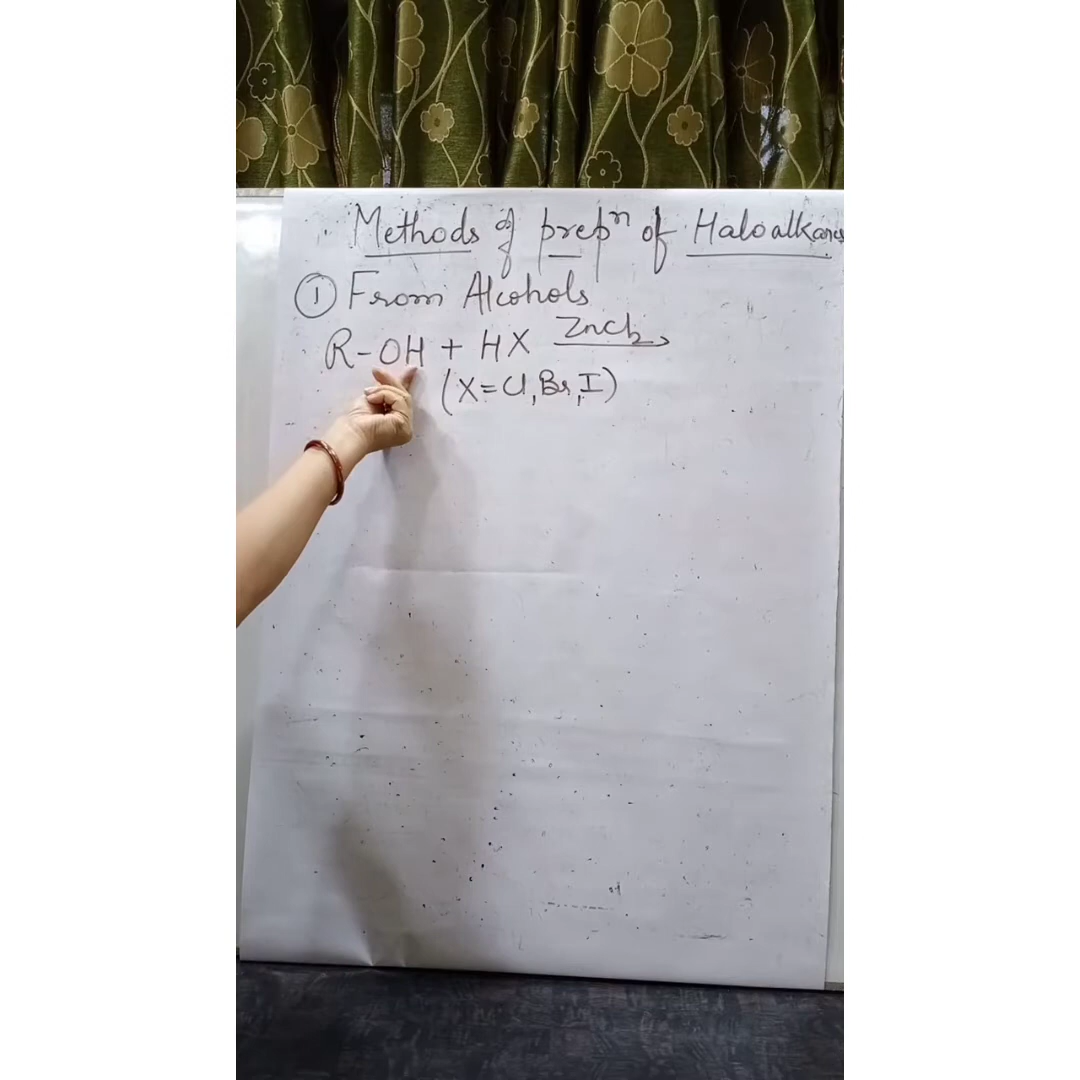 Methods of prepⁿ of Haloalkanes
① From Alcohols
R-OH + HX ZnCl₂→
(X=Cl, Br, I)